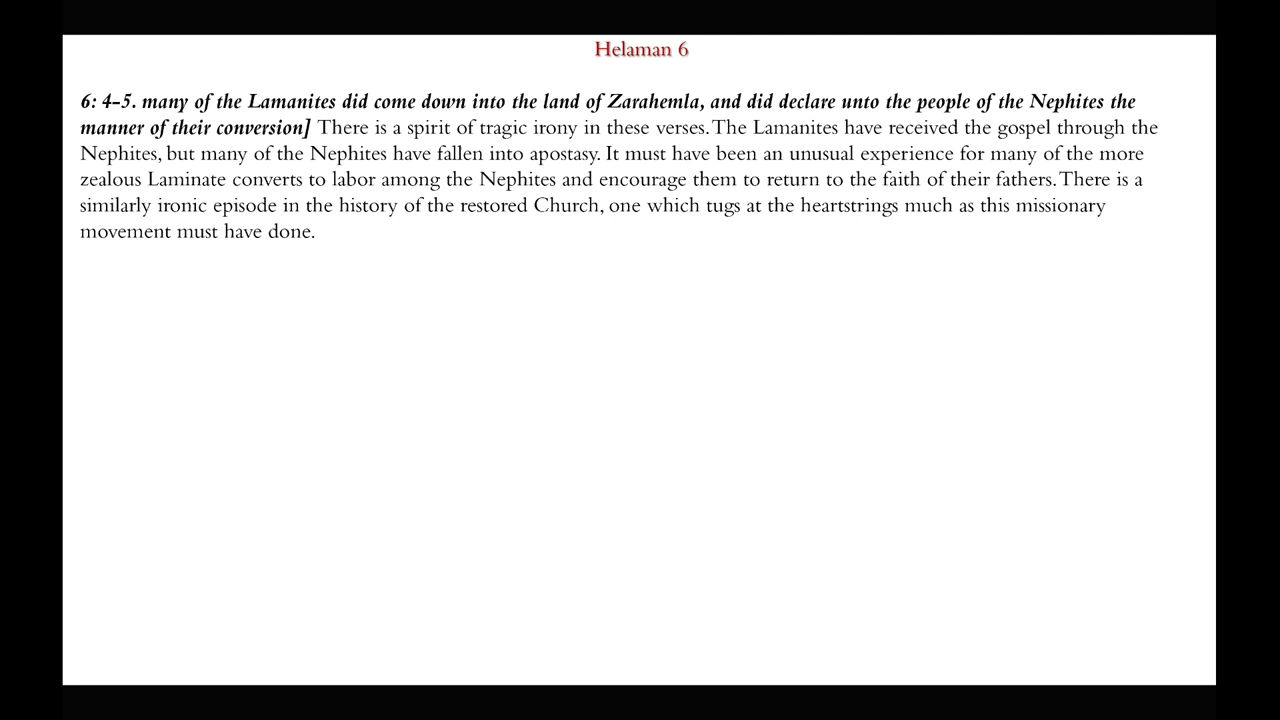 Helaman 6
6: 4-5. many of the Lamanites did come down into the land of Zarahemla, and did declare unto the people of the Nephites the
manner of their conversion] There is a spirit of tragic irony in these verses. The Lamanites have received the gospel through the
Nephites, but many of the Nephites have fallen into apostasy. It must have been an unusual experience for many of the more
zealous Laminate converts to labor among the Nephites and encourage them to return to the faith of their fathers. There is a
similarly ironic episode in the history of the restored Church, one which tugs at the heartstrings much as this missionary
movement must have done.